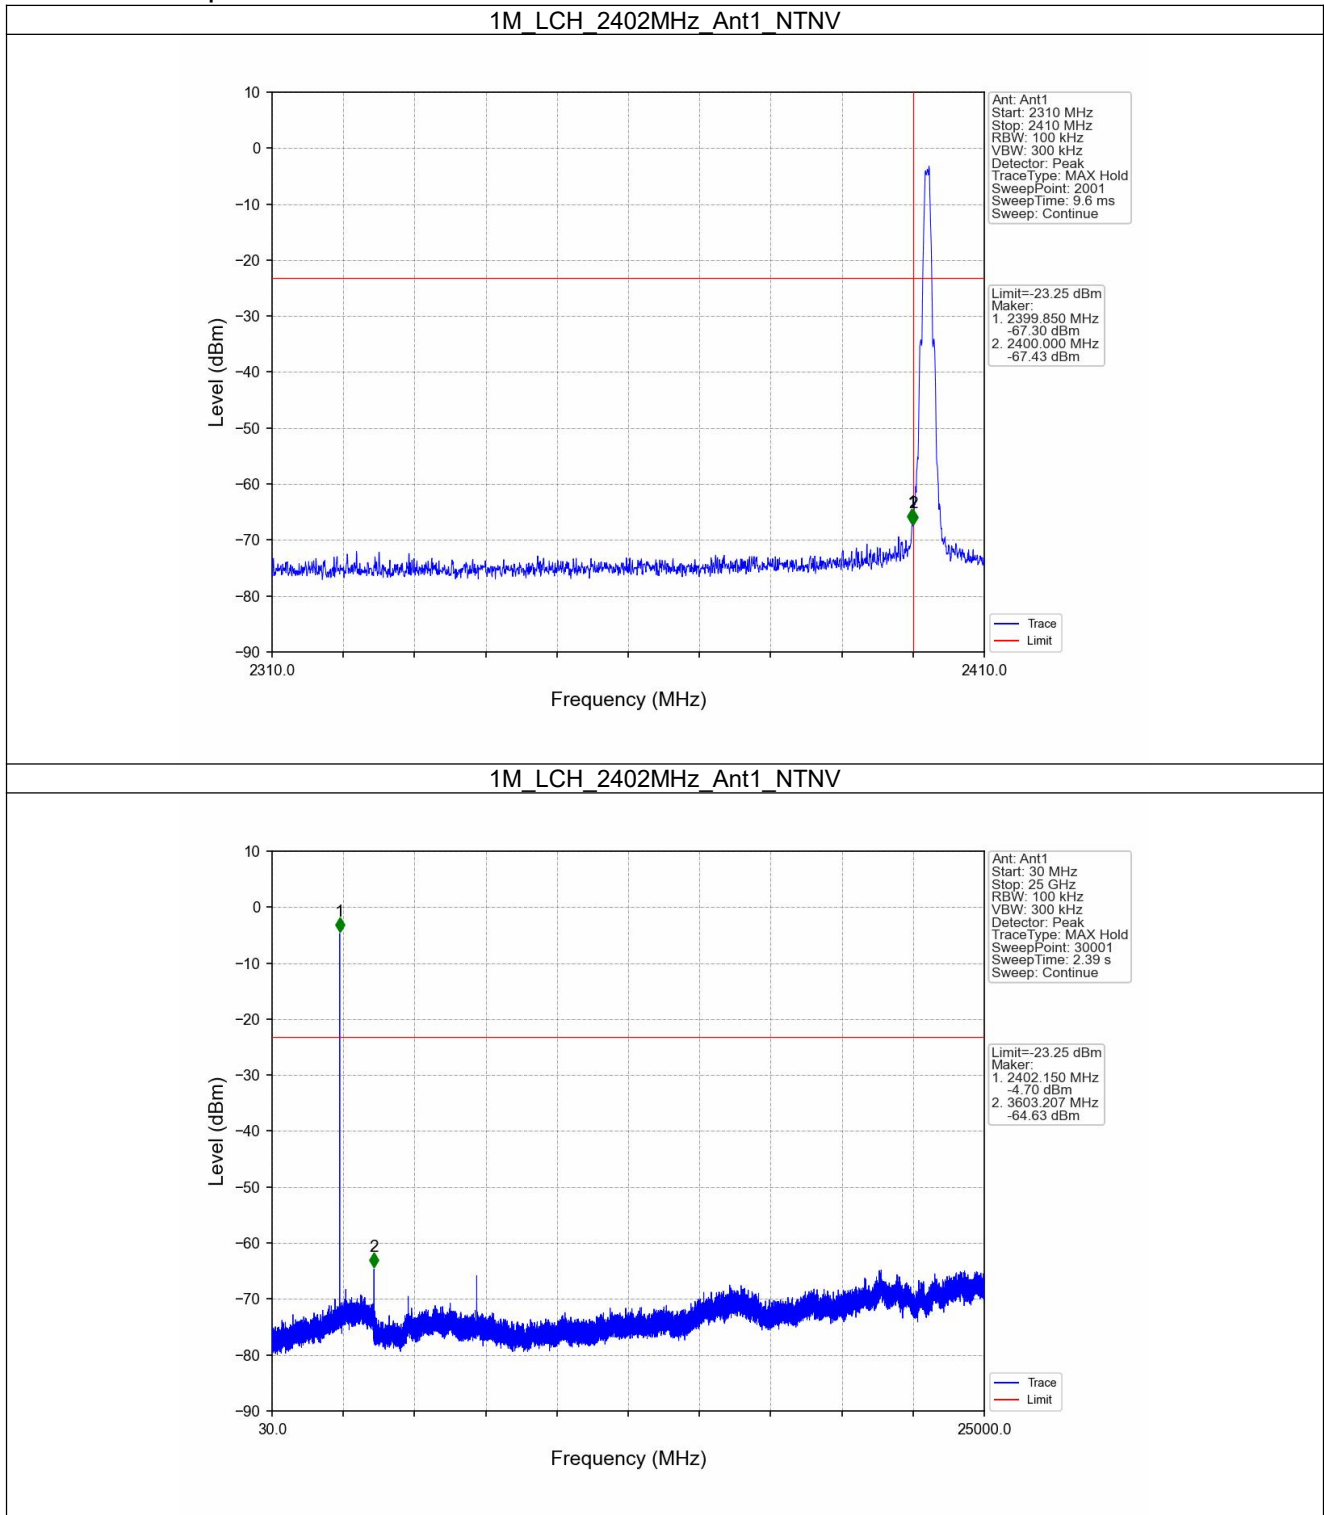 1M_LCH_2402MHz_Ant1_NTNV
10
0
−10
−20
−30
−40
−50
−60
−70
−80
−90
Level (dBm)
2310.0
2410.0
Frequency (MHz)
2
Ant: Ant1
Start: 2310 MHz
Stop: 2410 MHz
RBW: 100 kHz
VBW: 300 kHz
Detector: Peak
TraceType: MAX Hold
SweepPoint: 2001
SweepTime: 9.6 ms
Sweep: Continue
Limit=-23.25 dBm
Maker:
1. 2399.850 MHz
-67.30 dBm
2. 2400.000 MHz
-67.43 dBm
Trace
Limit
1M_LCH_2402MHz_Ant1_NTNV
10
0
−10
−20
−30
−40
−50
−60
−70
−80
−90
Level (dBm)
30.0
25000.0
Frequency (MHz)
1
2
Ant: Ant1
Start: 30 MHz
Stop: 25 GHz
RBW: 100 kHz
VBW: 300 kHz
Detector: Peak
TraceType: MAX Hold
SweepPoint: 30001
SweepTime: 2.39 s
Sweep: Continue
Limit=-23.25 dBm
Maker:
1. 2402.150 MHz
-4.70 dBm
2. 3603.207 MHz
-64.63 dBm
Trace
Limit